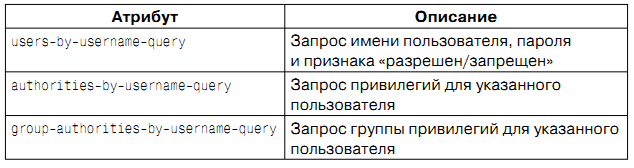 Атрибут Описание
users-by-username-query Запрос имени пользователя, пароля
и признака «разрешен/запрещен»
authorities-by-username-query Запрос привилегий для указанного
пользователя
group-authorities-by-username-query Запрос группы привилегий для указанного
пользователя